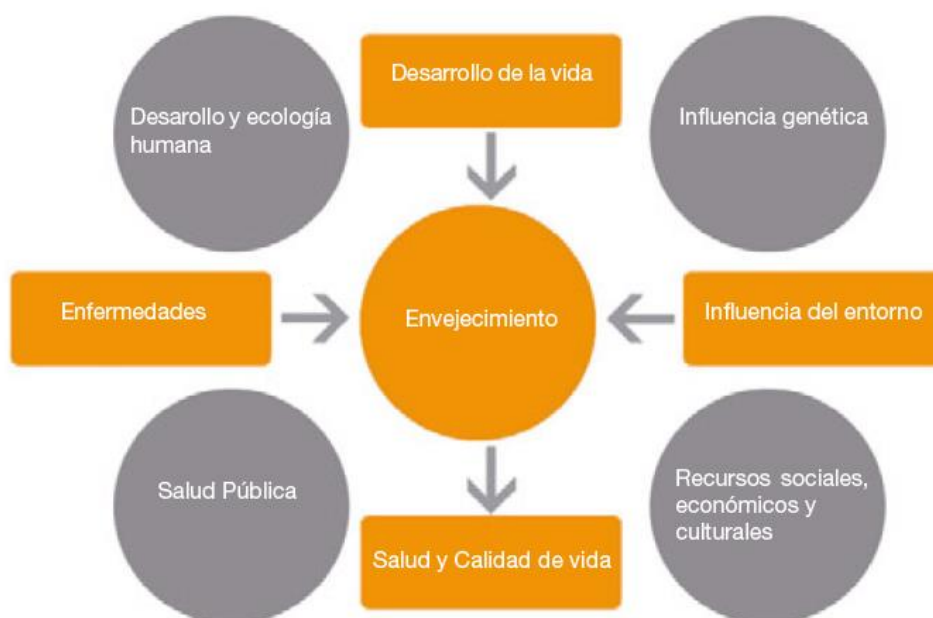 Desarrollo de la vida
Desarollo y ecología
humana
Influencia genética
Enfermedades
Envejecimiento
Influencia del entorno
Salud Pública
Recursos sociales,
económicos y
culturales
Salud y Calidad de vida